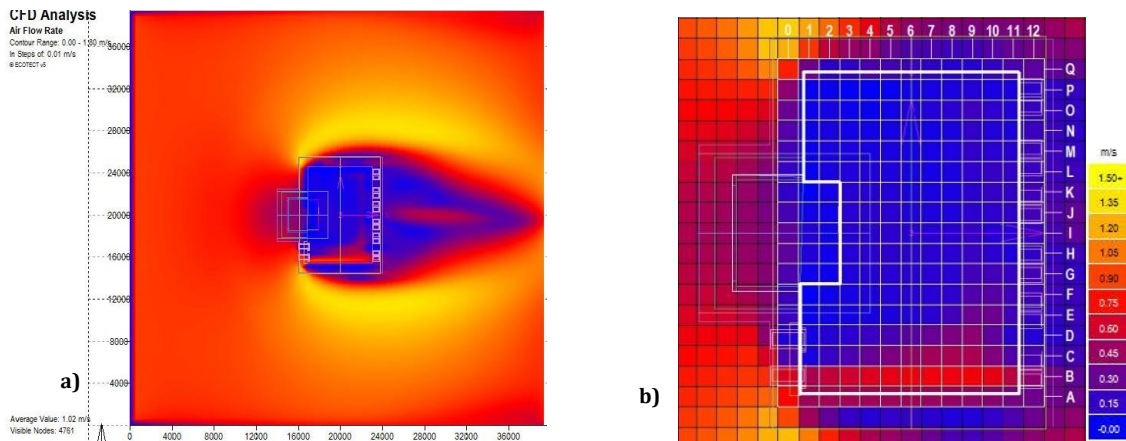 CFD Analysis
Air Flow Rate
Contour Range: 0.00 - 1.90 m/s
In Steps of: 0.01 m/s
© ECOTECT v5
36000
32000
28000
24000
20000
16000
12000
8000
4000
a)
Average Value: 1.02 m/s
Visible Nodes: 4761
0 4000 8000 12000 16000 20000 24000 28000 32000 36000
0 1 2 3 4 5 6 7 8 9 10 11 12
Q
P
O
N
M
L
K
J
I
H
G
F
E
D
C
B
A
b)
m/s
1.50+
1.35
1.20
1.05
0.90
0.75
0.60
0.45
0.30
0.15
-0.00